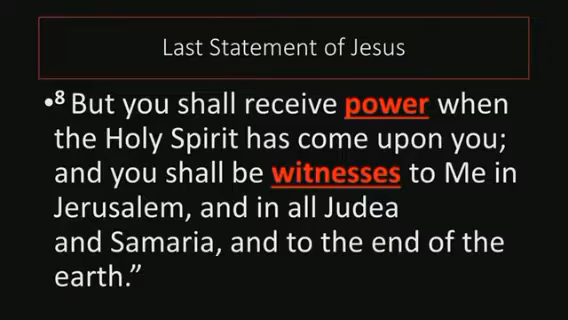 Last Statement of Jesus
•⁸ But you shall receive power when
the Holy Spirit has come upon you;
and you shall be witnesses to Me in
Jerusalem, and in all Judea
and Samaria, and to the end of the
earth.”